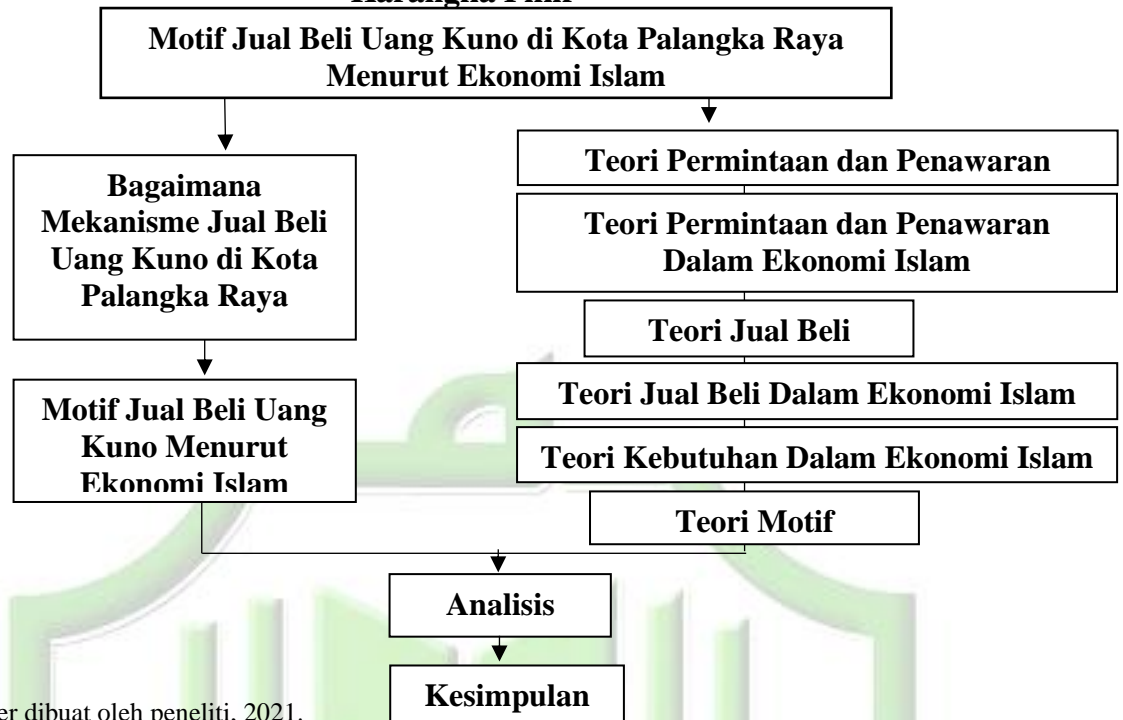 Motif Jual Beli Uang Kuno di Kota Palangka Raya
Menurut Ekonomi Islam
Bagaimana
Mekanisme Jual Beli
Uang Kuno di Kota
Palangka Raya
Motif Jual Beli Uang
Kuno Menurut
Ekonomi Islam
Teori Permintaan dan Penawaran
Teori Permintaan dan Penawaran
Dalam Ekonomi Islam
Teori Jual Beli
Teori Jual Beli Dalam Ekonomi Islam
Teori Kebutuhan Dalam Ekonomi Islam
Teori Motif
Analisis
Kesimpulan
er dibuat oleh peneliti, 2021.